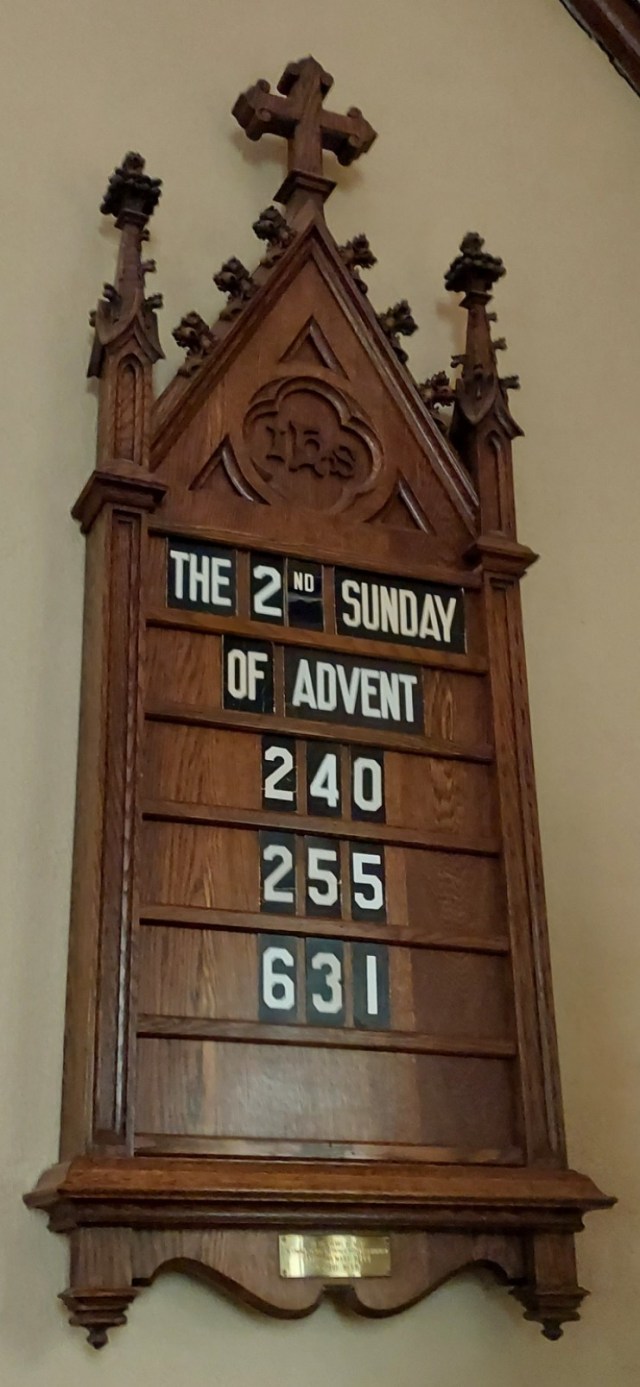 ihs
THE 2ND SUNDAY
OF ADVENT
240
255
631